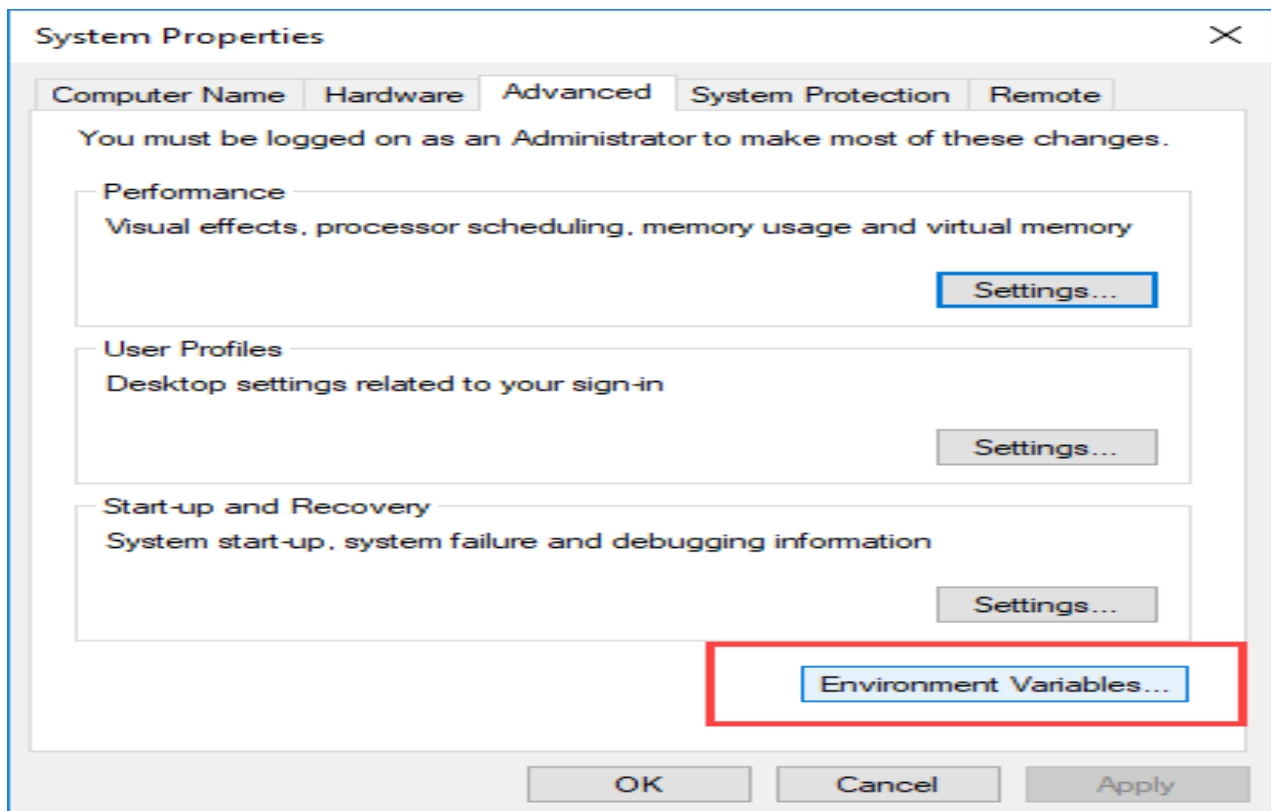 System Properties
Computer Name Hardware Advanced System Protection Remote
You must be logged on as an Administrator to make most of these changes.
Performance
Visual effects, processor scheduling, memory usage and virtual memory
Settings...
User Profiles
Desktop settings related to your sign-in
Settings...
Start-up and Recovery
System start-up, system failure and debugging information
Settings...
Environment Variables...
OK Cancel Apply